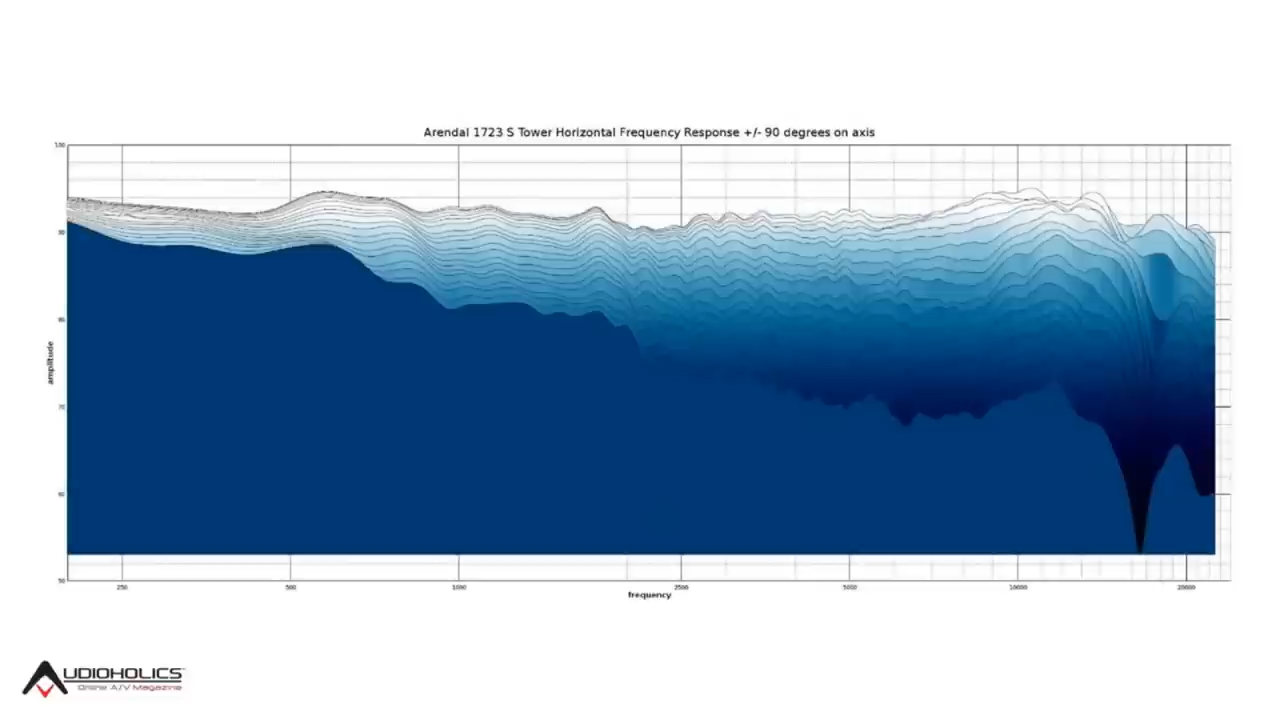 Arendal 1723 S Tower Horizontal Frequency Response +/- 90 degrees on axis
100
90
80
70
60
50
amplitude
250
500
1000
2500
5000
10000
20000
frequency
AUDIOHOLICS
Online A/V Magazine